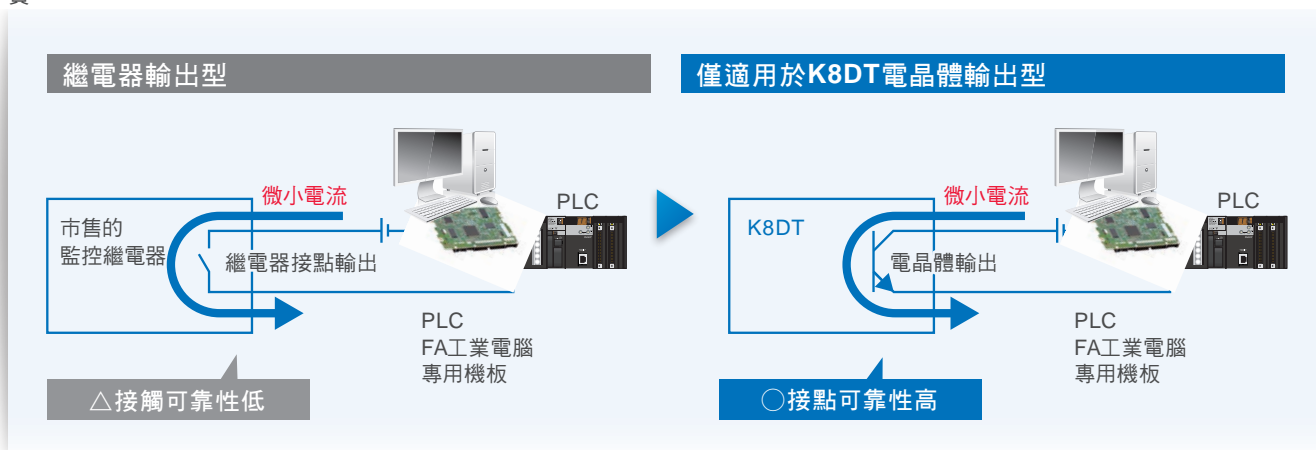 繼電器輸出型
市售的
監控繼電器
微小電流
繼電器接點輸出
PLC
PLC
FA工業電腦
專用機板
△接觸可靠性低
僅適用於K8DT電晶體輸出型
K8DT
微小電流
電晶體輸出
PLC
PLC
FA工業電腦
專用機板
○接點可靠性高